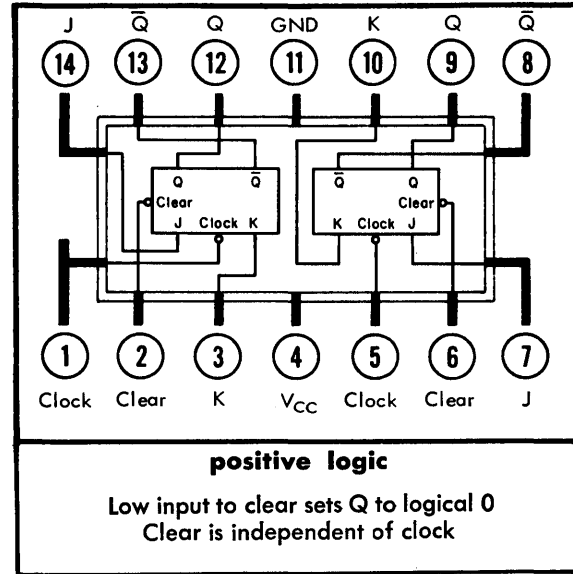 J Q̅ Q GND K Q Q̅
14 13 12 11 10 9 8
Q Q̅ Q̅ Q
Clear Clear
J Clock K K Clock J
1 2 3 4 5 6 7
Clock Clear K VCC Clock Clear J
positive logic
Low input to clear sets Q to logical 0
Clear is independent of clock